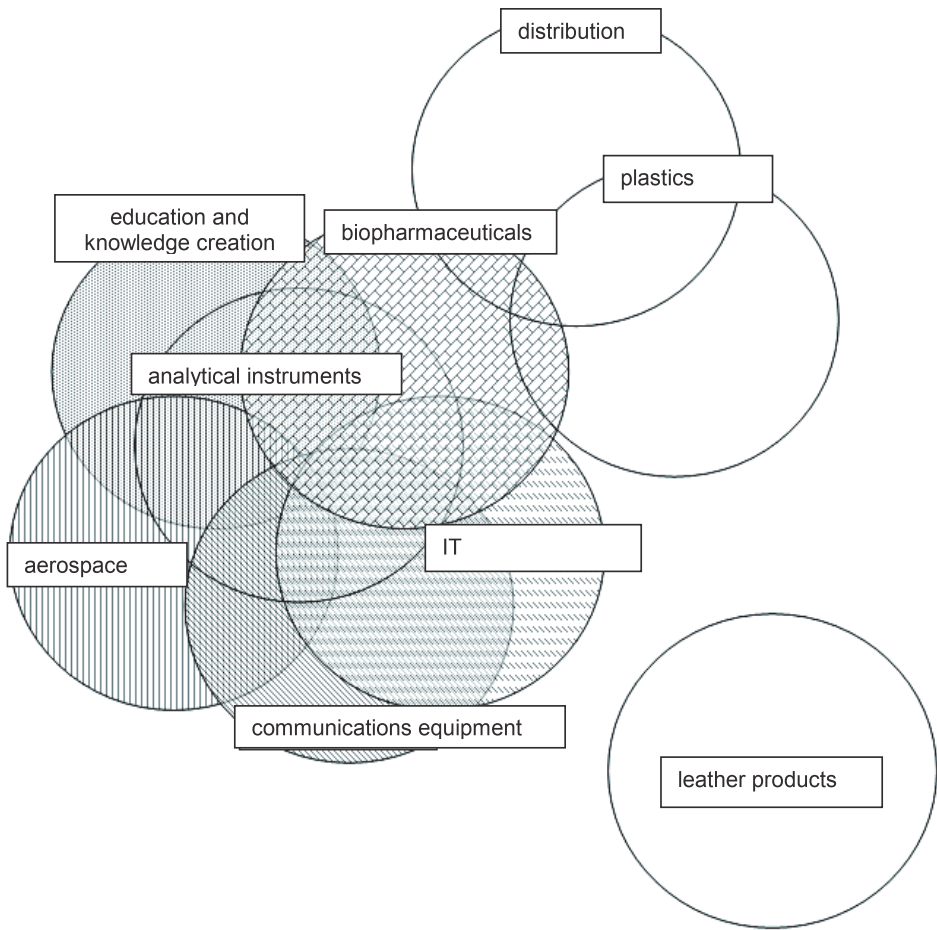 distribution
plastics
education and
knowledge creation
biopharmaceuticals
analytical instruments
IT
aerospace
communications equipment
leather products